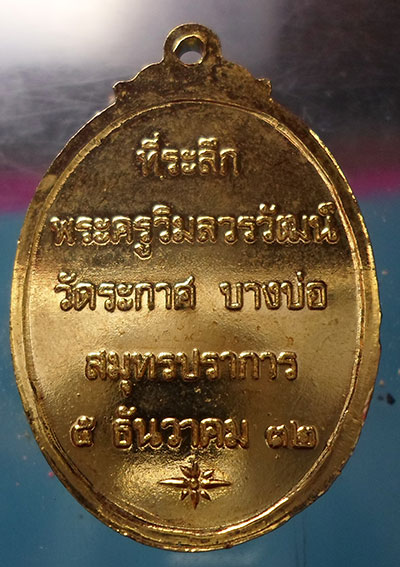 ที่ระลึก
พระครูวิมลวรวัฒน์
วัดระกาศ บางบ่อ
สมุทรปราการ
๕ ธันวาคม ๓๒